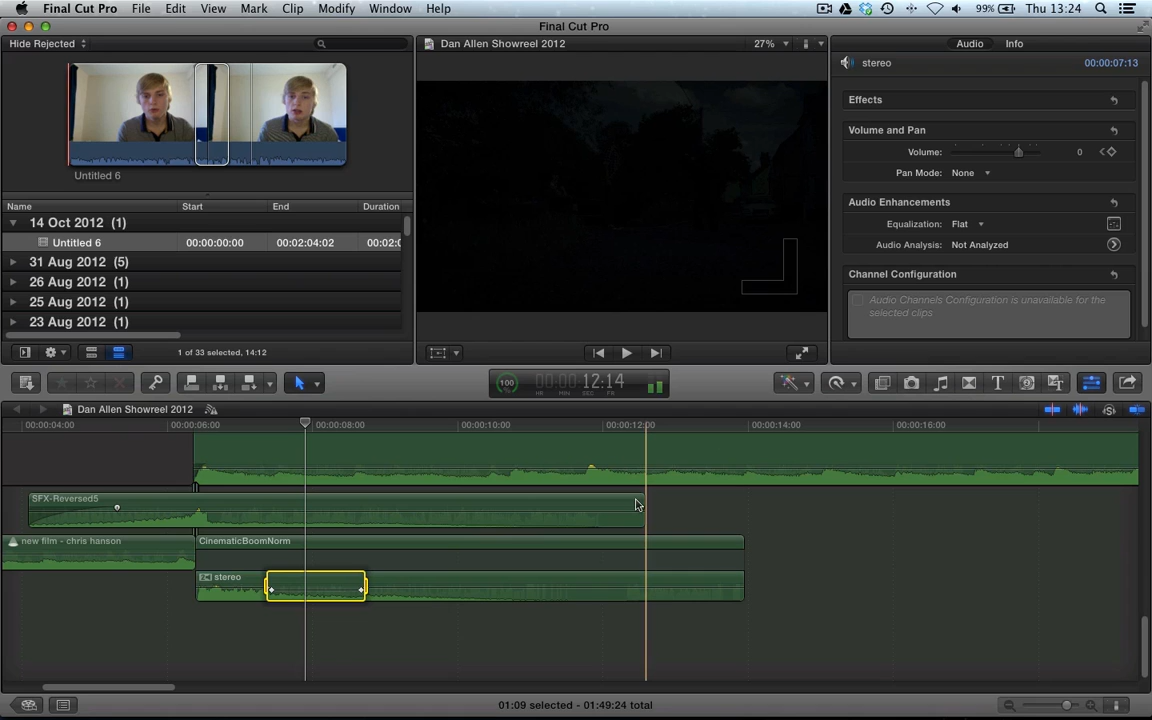 Final Cut Pro File Edit View Mark Clip Modify Window Help 99% Thu 13:24
Final Cut Pro
Hide Rejected
Untitled 6
Name Start End Duration
14 Oct 2012 (1)
Untitled 6 00:00:00:00 00:02:04:02 00:02:0
31 Aug 2012 (5)
26 Aug 2012 (1)
25 Aug 2012 (1)
23 Aug 2012 (1)
1 of 33 selected, 14:12
Dan Allen Showreel 2012 27%
Audio Info
stereo 00:00:07:13
Effects
Volume and Pan
Volume: 0
Pan Mode: None
Audio Enhancements
Equalization: Flat
Audio Analysis: Not Analyzed
Channel Configuration
Audio Channels Configuration is unavailable for the
selected clips
100 00:00:12:14
HR MIN SEC FR
Dan Allen Showreel 2012
00:00:04:00 00:00:06:00 00:00:08:00 00:00:10:00 00:00:12:00 00:00:14:00 00:00:16:00
SFX-Reversed5
new film - chris hanson CinematicBoomNorm
stereo
01:09 selected - 01:49:24 total